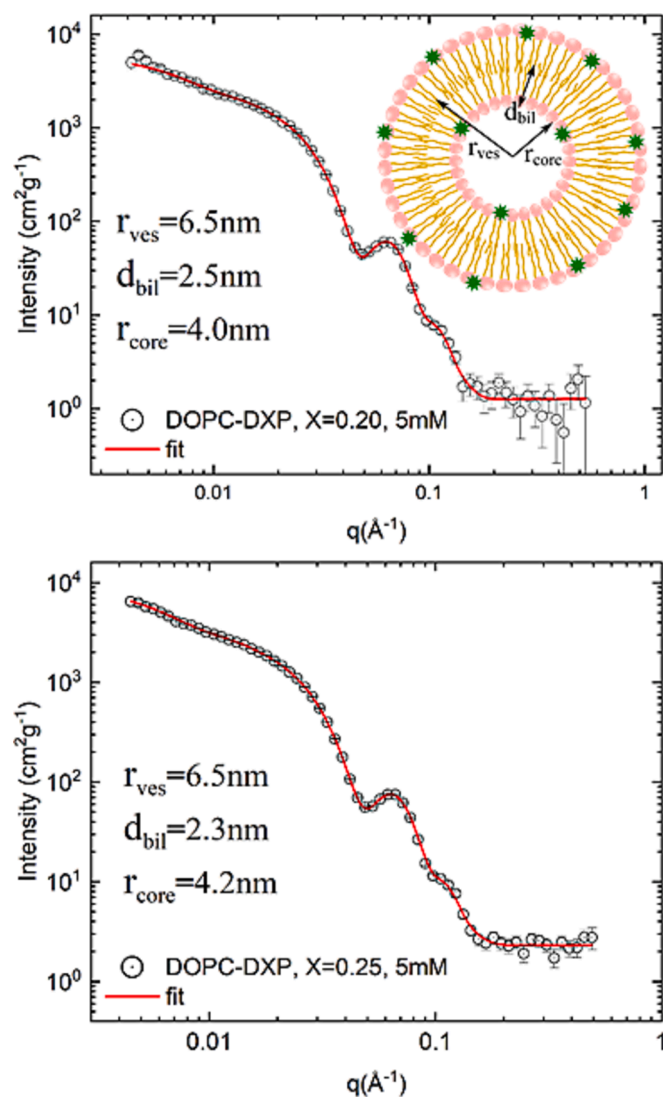 10⁴
10³
10²
10¹
10⁰
Intensity (cm²g⁻¹)
d_bil
r_ves
r_core
r_ves=6.5nm
d_bil=2.5nm
r_core=4.0nm
DOPC-DXP, X=0.20, 5mM
fit
0.01 0.1 1
q(Å⁻¹)
10⁴
10³
10²
10¹
10⁰
Intensity (cm²g⁻¹)
r_ves=6.5nm
d_bil=2.3nm
r_core=4.2nm
DOPC-DXP, X=0.25, 5mM
fit
0.01 0.1 1
q(Å⁻¹)